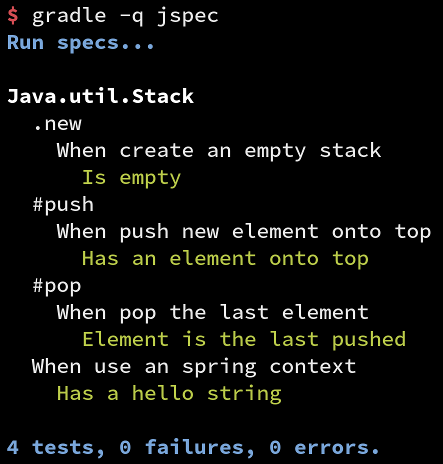 $ gradle -q jspec
Run specs...
Java.util.Stack
.new
When create an empty stack
Is empty
#push
When push new element onto top
Has an element onto top
#pop
When pop the last element
Element is the last pushed
When use an spring context
Has a hello string
4 tests, 0 failures, 0 errors.